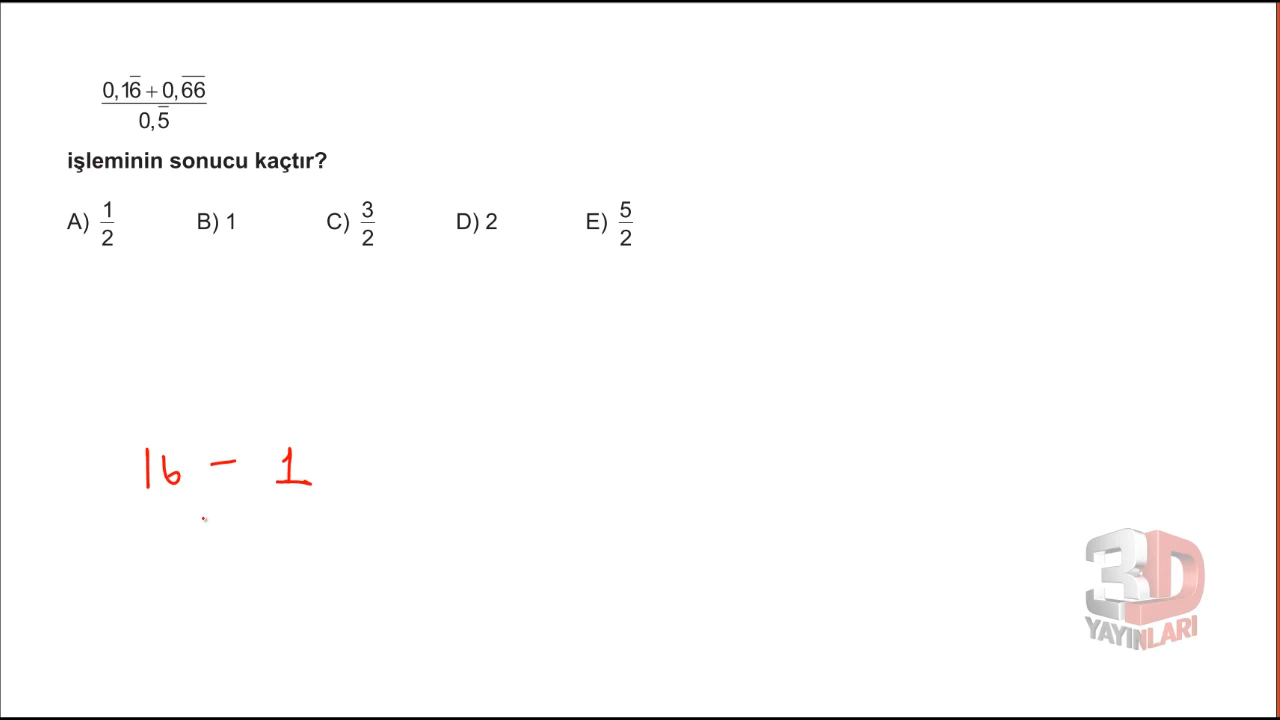 0,16̅ + 0,6̅6̅
0,5̅
işleminin sonucu kaçtır?
A) 1/2 B) 1 C) 3/2 D) 2 E) 5/2
16 - 1
3D
YAYINLARI